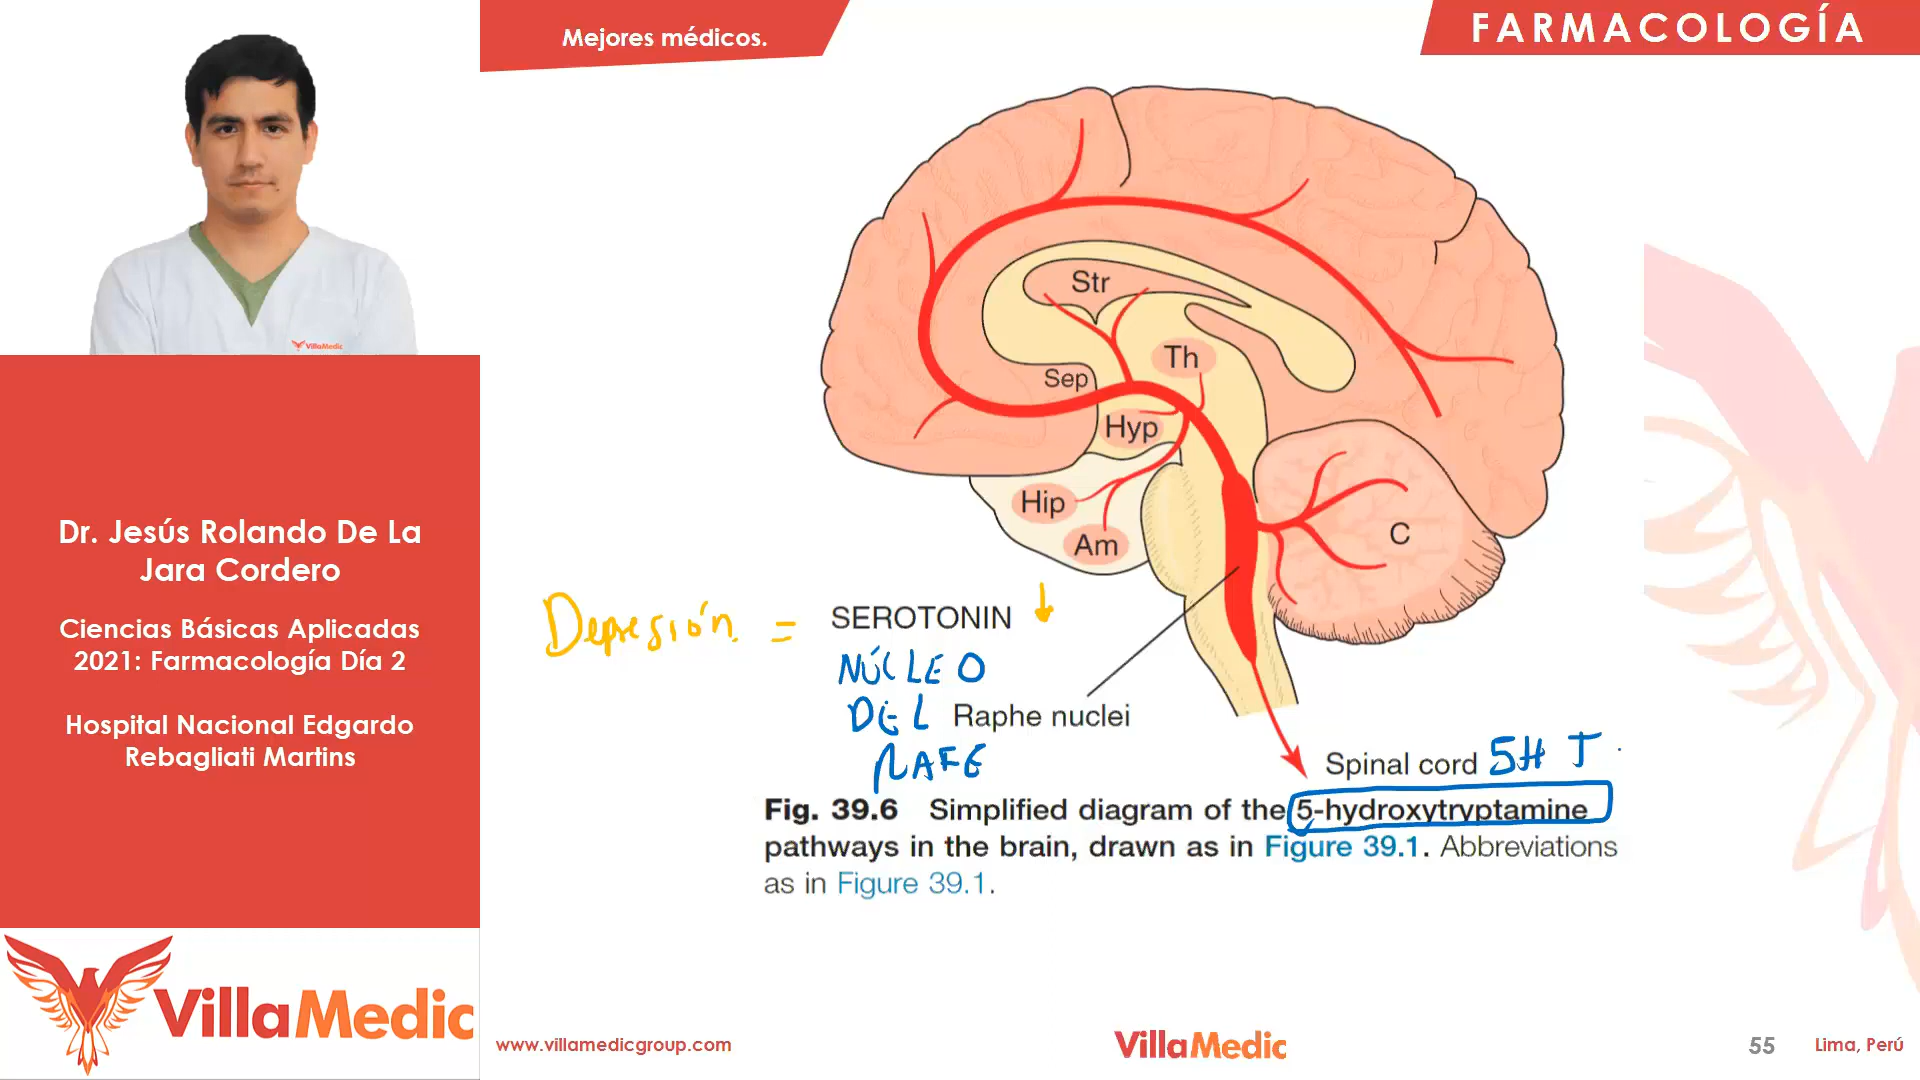 Mejores médicos.
FARMACOLOGÍA
VillaMedic
Dr. Jesús Rolando De La
Jara Cordero
Ciencias Básicas Aplicadas
2021: Farmacología Día 2
Hospital Nacional Edgardo
Rebagliati Martins
VillaMedic
Str
Th
Sep
Hyp
Hip
Am
C
Depresión. = SEROTONIN ↓
NÚCLEO
DEL Raphe nuclei
RAFE
Spinal cord 5H T
Fig. 39.6 Simplified diagram of the 5-hydroxytryptamine
pathways in the brain, drawn as in Figure 39.1. Abbreviations
as in Figure 39.1.
www.villamedicgroup.com
VillaMedic
55
Lima, Perú